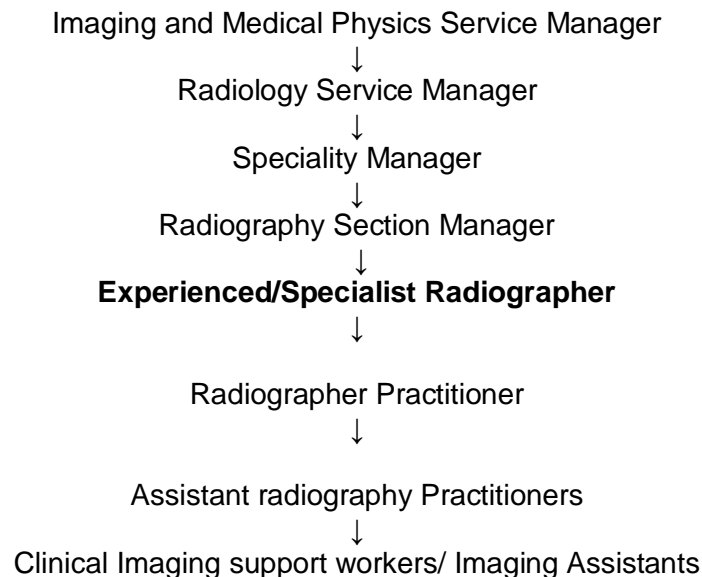 Imaging and Medical Physics Service Manager
↓
Radiology Service Manager
↓
Speciality Manager
↓
Radiography Section Manager
↓
Experienced/Specialist Radiographer
↓
Radiographer Practitioner
↓
Assistant radiography Practitioners
↓
Clinical Imaging support workers/ Imaging Assistants